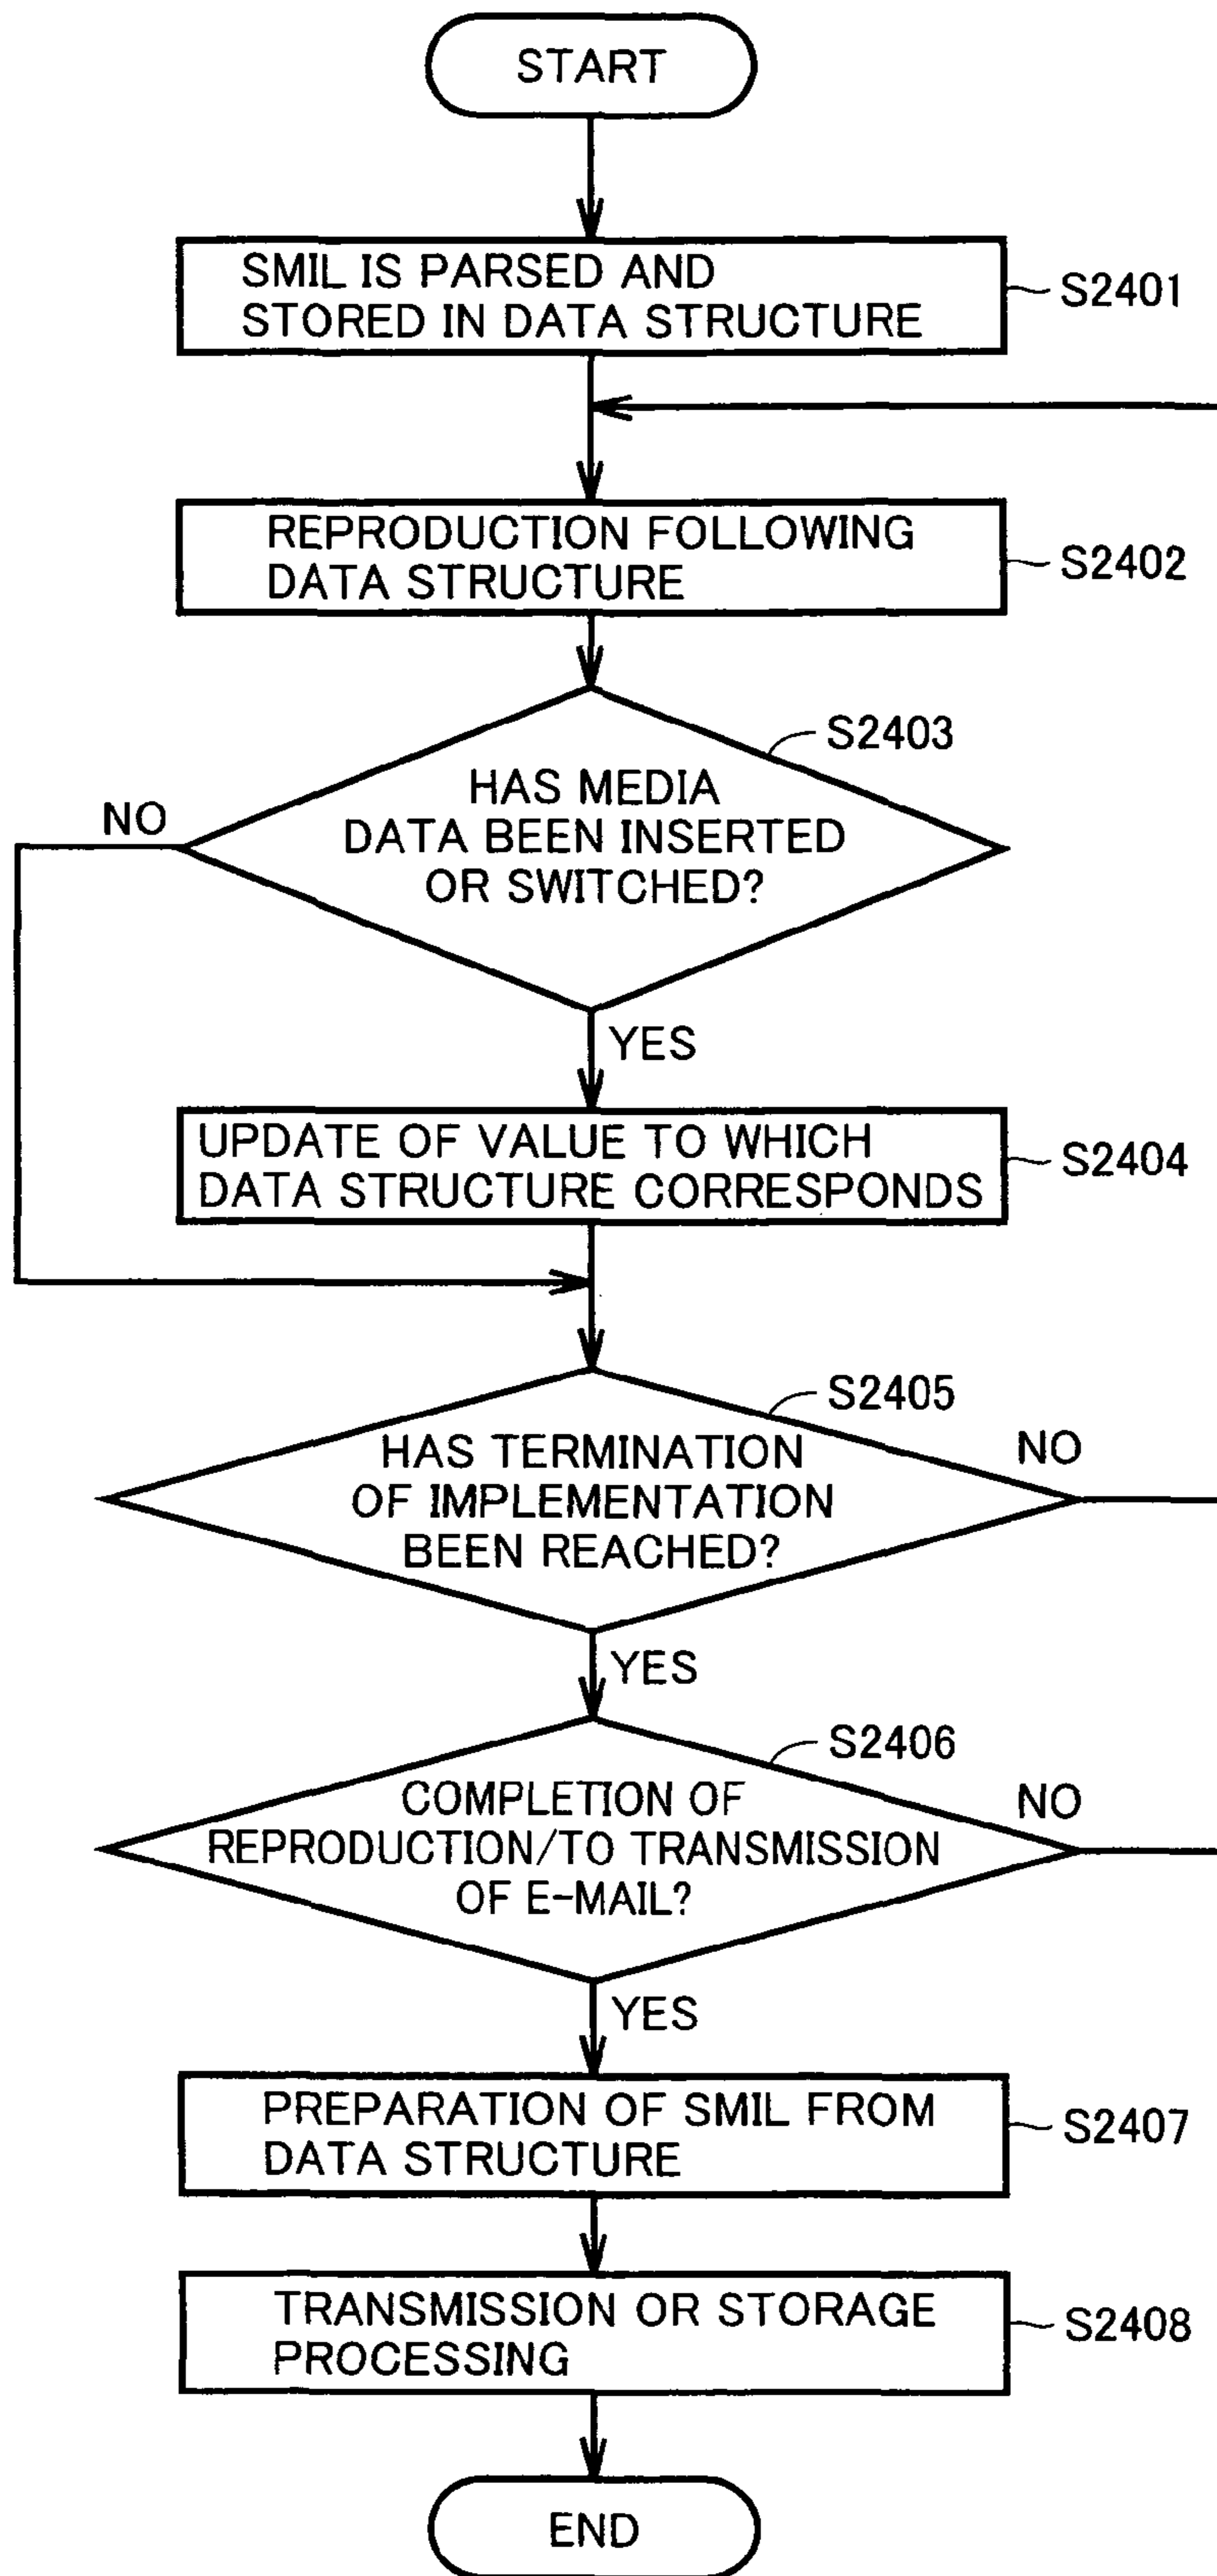 START
SMIL IS PARSED AND
STORED IN DATA STRUCTURE
S2401
REPRODUCTION FOLLOWING
DATA STRUCTURE
S2402
S2403
HAS MEDIA
DATA BEEN INSERTED
OR SWITCHED?
NO
YES
UPDATE OF VALUE TO WHICH
DATA STRUCTURE CORRESPONDS
S2404
S2405
HAS TERMINATION
OF IMPLEMENTATION
BEEN REACHED?
NO
YES
S2406
COMPLETION OF
REPRODUCTION/TO TRANSMISSION
OF E-MAIL?
NO
YES
PREPARATION OF SMIL FROM
DATA STRUCTURE
S2407
TRANSMISSION OR STORAGE
PROCESSING
S2408
END